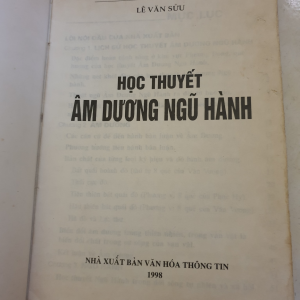 LÊ VĂN SỬU
HỌC THUYẾT
ÂM DƯƠNG NGŨ HÀNH
NHÀ XUẤT BẢN VĂN HÓA THÔNG TIN
1998